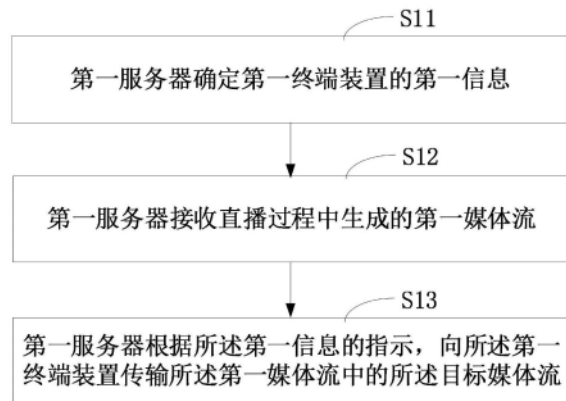 S11
第一服务器确定第一终端装置的第一信息
S12
第一服务器接收直播过程中生成的第一媒体流
S13
第一服务器根据所述第一信息的指示，向所述第一
终端装置传输所述第一媒体流中的所述目标媒体流